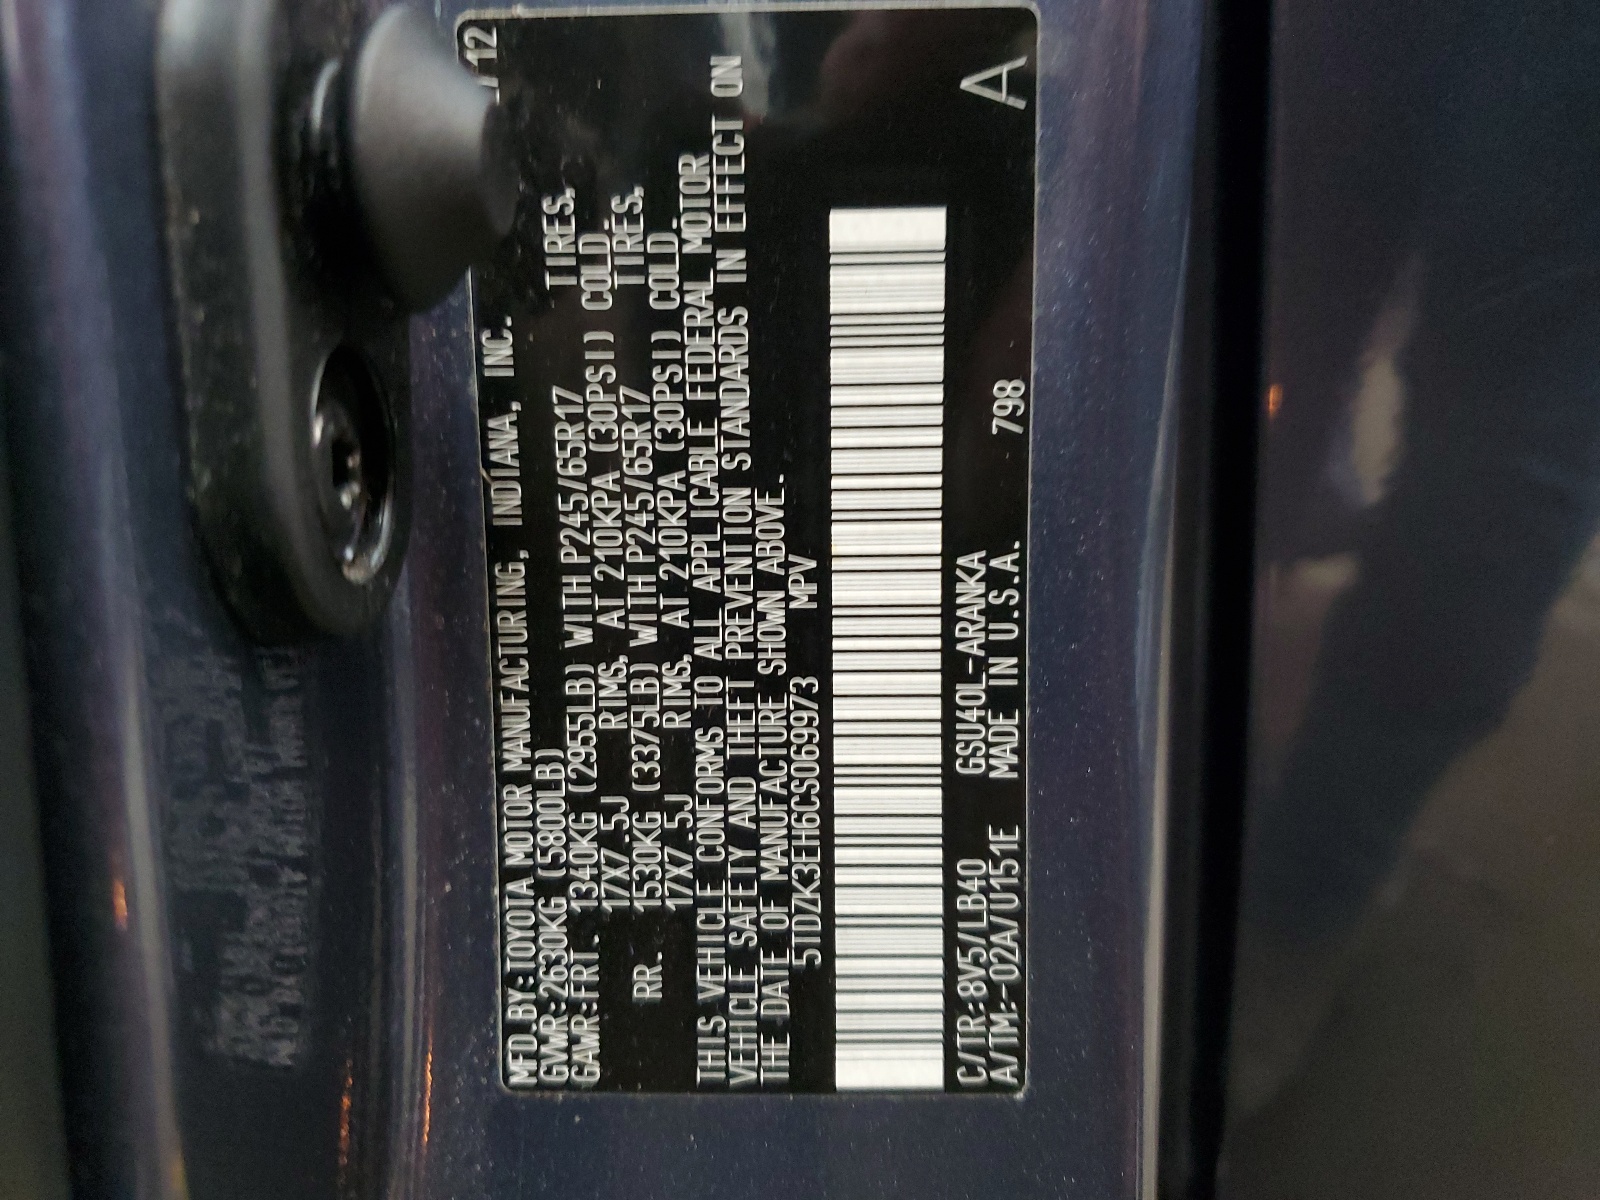 MFD.BY:TOYOTA MOTOR MANUFACTURING, INDIANA, INC. /12
GVWR:2630KG (5800LB)
GAWR:FRT. 1340KG (2955LB) WITH P245/65R17 TIRES,
17X7.5J RIMS, AT 210KPA (30PSI) COLD.
RR. 1530KG (3375LB) WITH P245/65R17 TIRES,
17X7.5J RIMS, AT 210KPA (30PSI) COLD
THIS VEHICLE CONFORMS TO ALL APPLICABLE FEDERAL MOTOR
VEHICLE SAFETY AND THEFT PREVENTION STANDARDS IN EFFECT ON
THE DATE OF MANUFACTURE SHOWN ABOVE.
5TDZK3EH6CS069973 MPV
C/TR:8V5/LB40 GSU40L-ARANKA
A/TM:-02A/U151E MADE IN U.S.A. 798 A